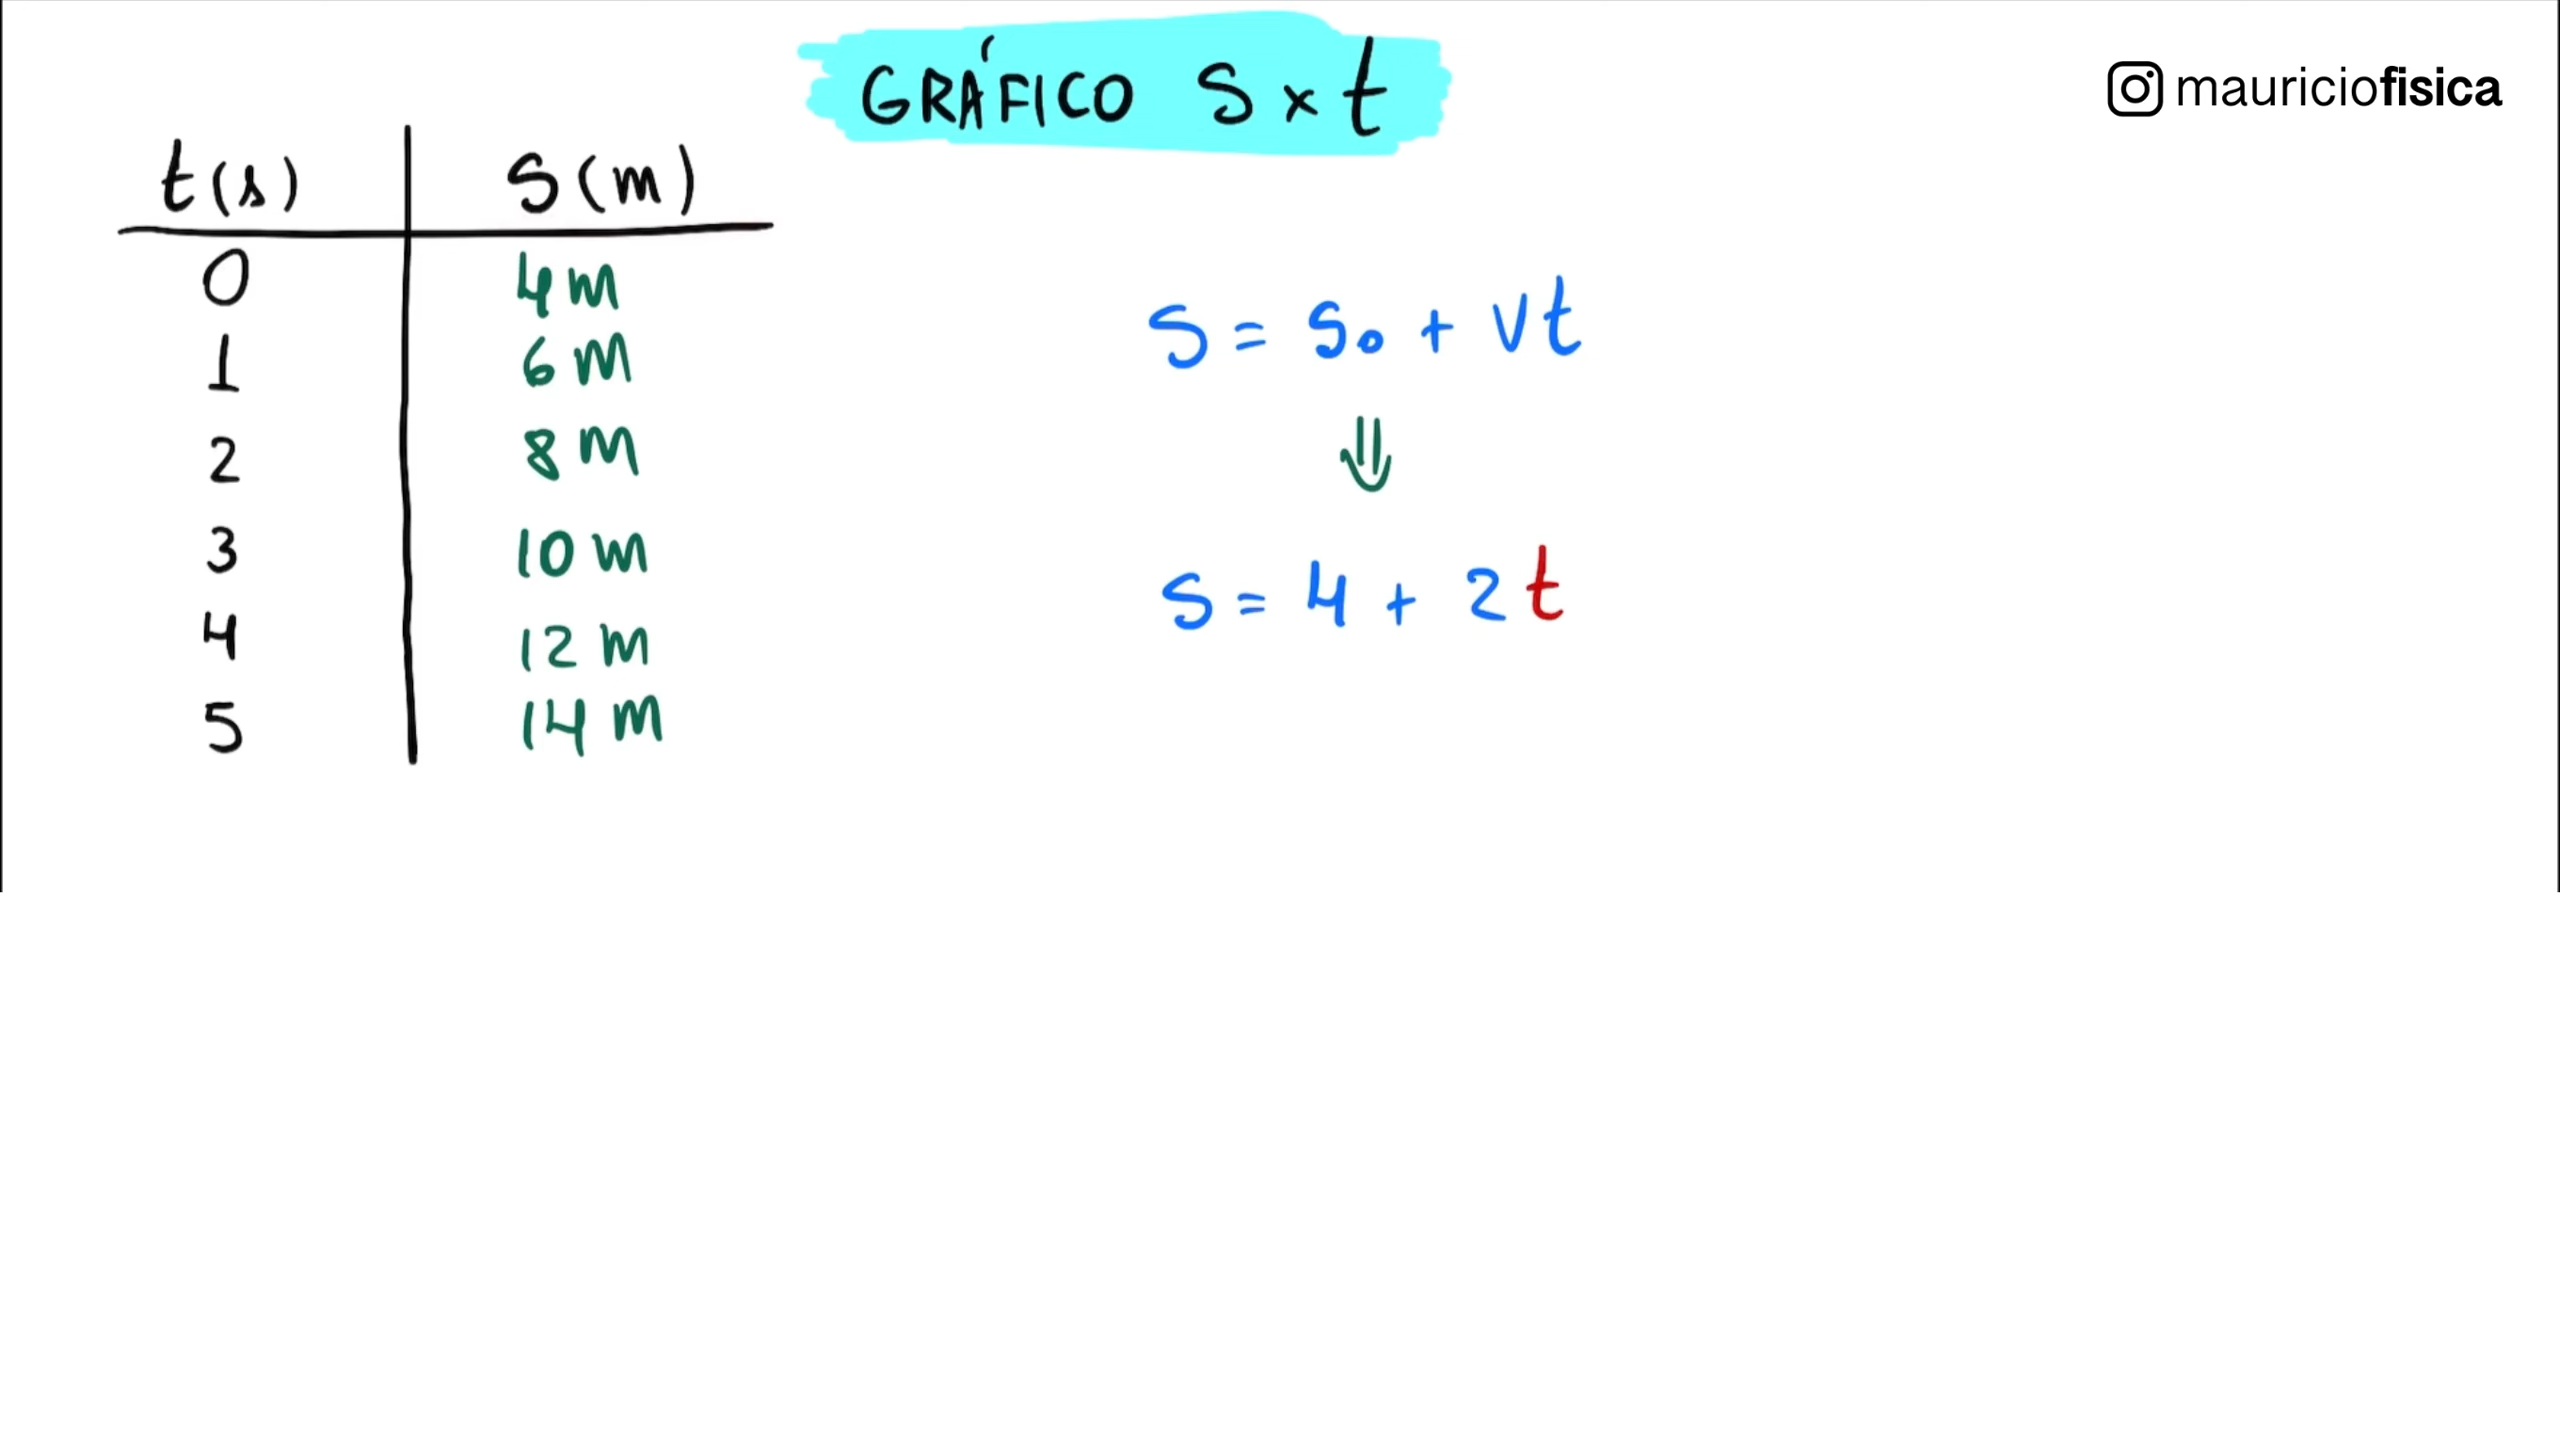 GRÁFICO S x t
mauriciofisica
t(s) S(m)
0 4m
1 6m
2 8m
3 10m
4 12m
5 14m
S = S₀ + vt
⇓
S = 4 + 2t